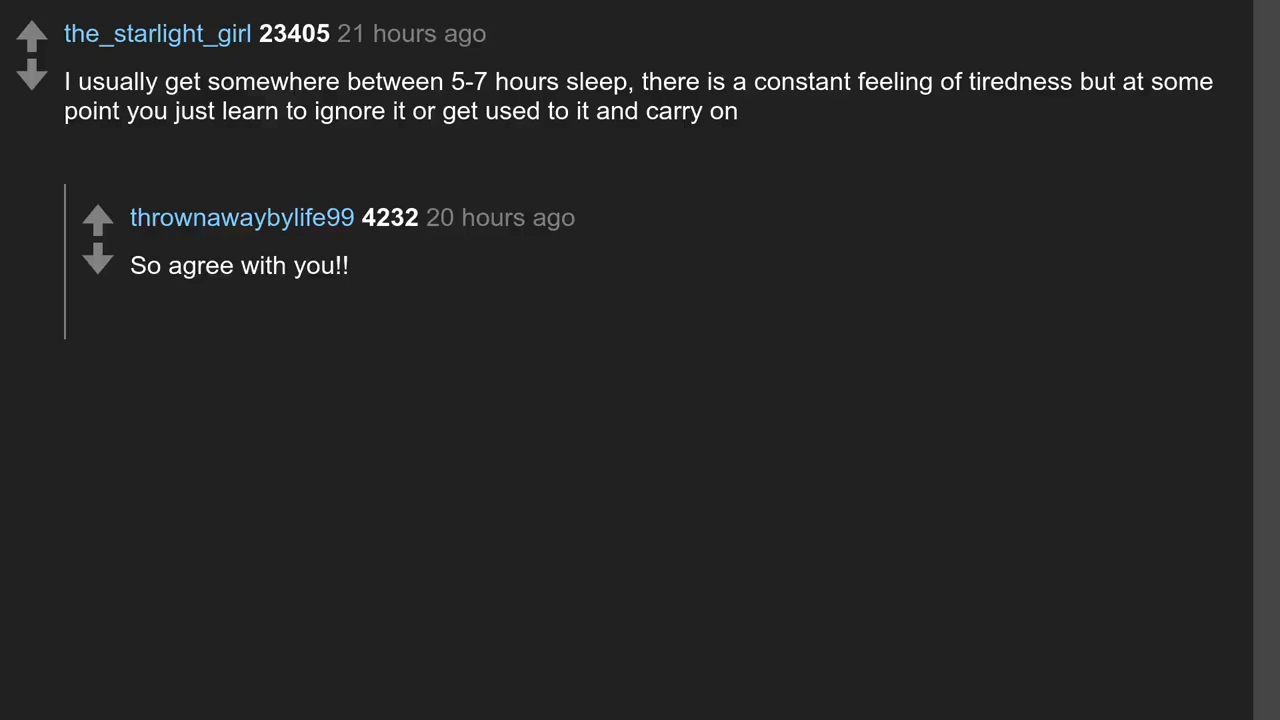 the_starlight_girl 23405 21 hours ago
I usually get somewhere between 5-7 hours sleep, there is a constant feeling of tiredness but at some
point you just learn to ignore it or get used to it and carry on
thrownawaybylife99 4232 20 hours ago
So agree with you!!